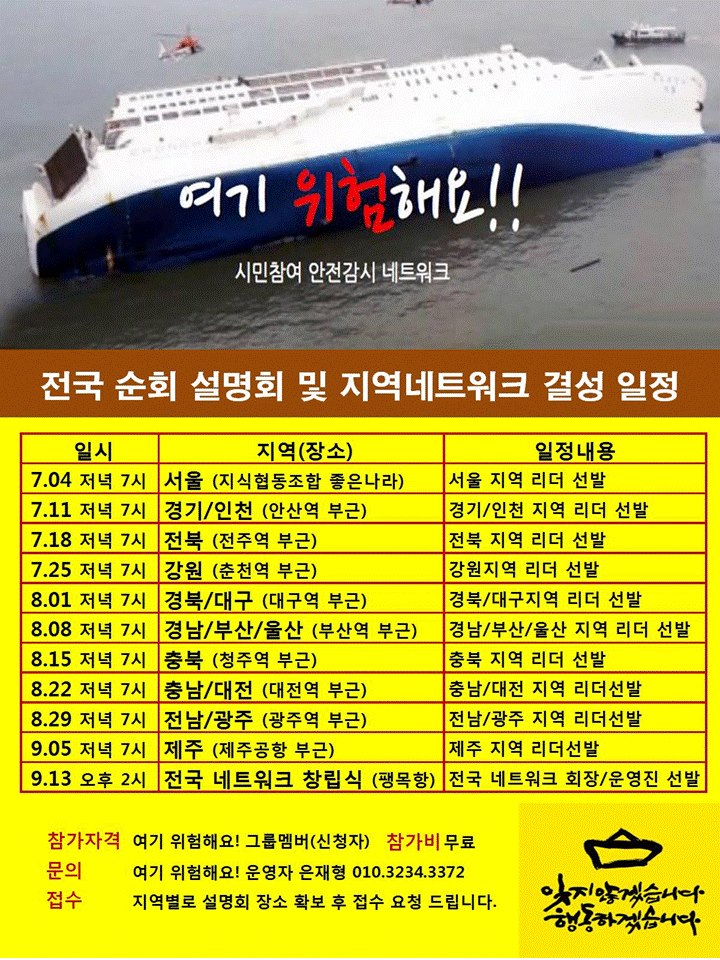 여기 위험해요!!
시민참여 안전감시 네트워크
전국 순회 설명회 및 지역네트워크 결성 일정
일시 지역(장소) 일정내용
7.04 저녁 7시 서울 (지식협동조합 좋은나라) 서울 지역 리더 선발
7.11 저녁 7시 경기/인천 (안산역 부근) 경기/인천 지역 리더 선발
7.18 저녁 7시 전북 (전주역 부근) 전북 지역 리더 선발
7.25 저녁 7시 강원 (춘천역 부근) 강원지역 리더 선발
8.01 저녁 7시 경북/대구 (대구역 부근) 경북/대구지역 리더 선발
8.08 저녁 7시 경남/부산/울산 (부산역 부근) 경남/부산/울산 지역 리더 선발
8.15 저녁 7시 충북 (청주역 부근) 충북 지역 리더 선발
8.22 저녁 7시 충남/대전 (대전역 부근) 충남/대전 지역 리더선발
8.29 저녁 7시 전남/광주 (광주역 부근) 전남/광주 지역 리더선발
9.05 저녁 7시 제주 (제주공항 부근) 제주 지역 리더선발
9.13 오후 2시 전국 네트워크 창립식 (팽목항) 전국 네트워크 회장/운영진 선발
참가자격 여기 위험해요! 그룹멤버(신청자) 참가비 무료
문의 여기 위험해요! 운영자 은재형 010.3234.3372
접수 지역별로 설명회 장소 확보 후 접수 요청 드립니다.
잊지않겠습니다
행동하겠습니다